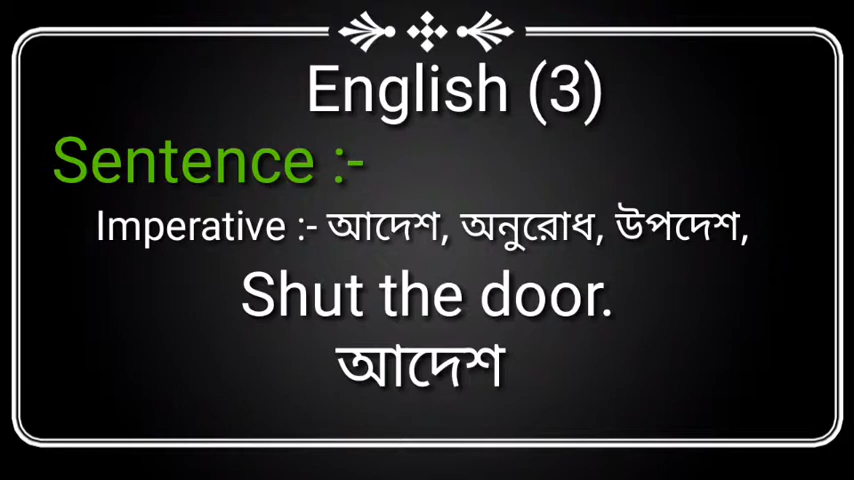 English (3)
Sentence :-
Imperative :- আদেশ, অনুরোধ, উপদেশ,
Shut the door.
আদেশ